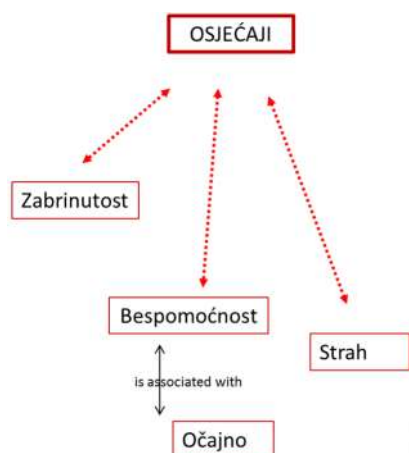 OSJEĆAJI
Zabrinutost
Bespomoćnost
Strah
is associated with
Očajno